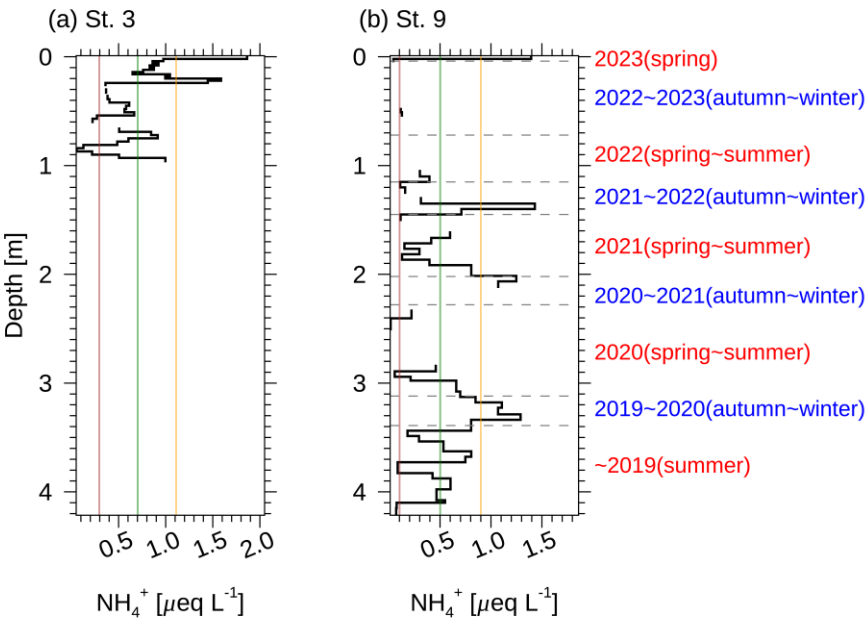 (a) St. 3
(b) St. 9
0
1
2
3
4
Depth [m]
0.5 1.0 1.5 2.0
NH₄⁺ [μeq L⁻¹]
0
1
2
3
4
0.5 1.0 1.5
NH₄⁺ [μeq L⁻¹]
2023(spring)
2022~2023(autumn~winter)
2022(spring~summer)
2021~2022(autumn~winter)
2021(spring~summer)
2020~2021(autumn~winter)
2020(spring~summer)
2019~2020(autumn~winter)
~2019(summer)